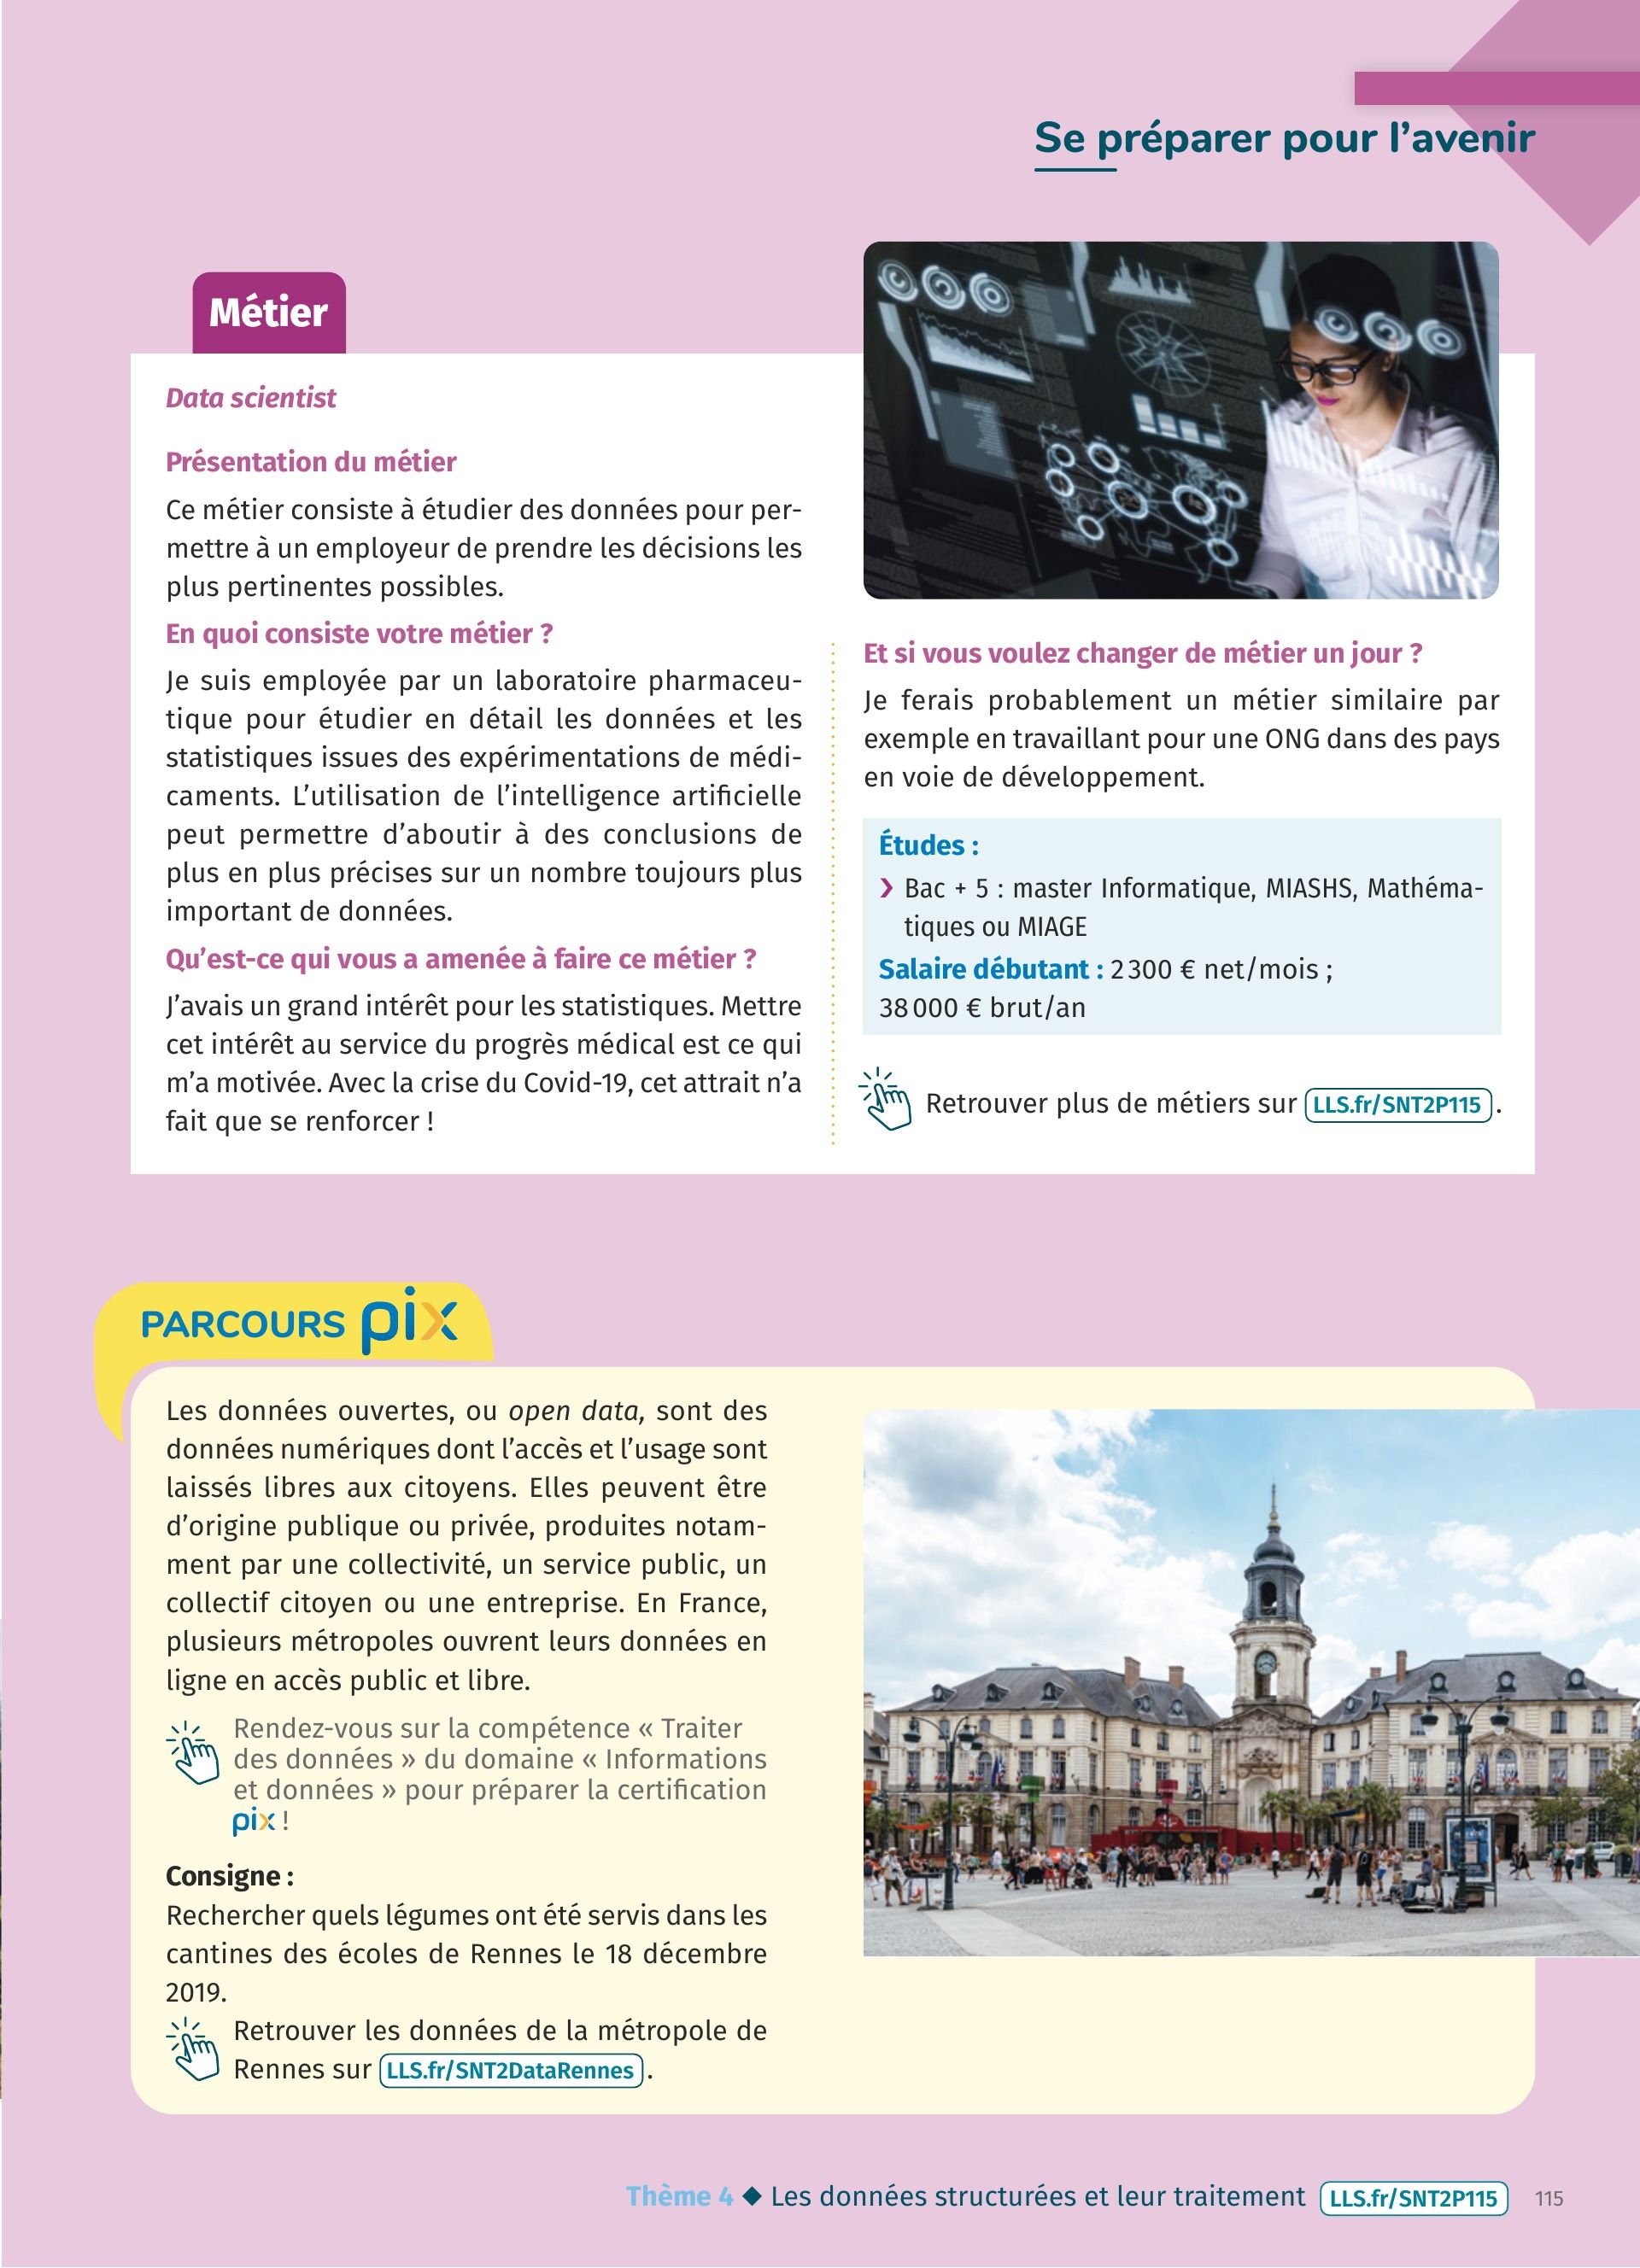 Se préparer pour l'avenir
Métier
Data scientist
Présentation du métier
Ce métier consiste à étudier des données pour per-
mettre à un employeur de prendre les décisions les
plus pertinentes possibles.
En quoi consiste votre métier ?
Je suis employée par un laboratoire pharmaceu-
tique pour étudier en détail les données et les
statistiques issues des expérimentations de médi-
caments. L'utilisation de l'intelligence artificielle
peut permettre d'aboutir à des conclusions de
plus en plus précises sur un nombre toujours plus
important de données.
Qu'est-ce qui vous a amenée à faire ce métier ?
J'avais un grand intérêt pour les statistiques. Mettre
cet intérêt au service du progrès médical est ce qui
m'a motivée. Avec la crise du Covid-19, cet attrait n'a
fait que se renforcer !
Et si vous voulez changer de métier un jour ?
Je ferais probablement un métier similaire par
exemple en travaillant pour une ONG dans des pays
en voie de développement.
Études :
❯ Bac + 5 : master Informatique, MIASHS, Mathéma-
tiques ou MIAGE
Salaire débutant : 2 300 € net/mois ;
38 000 € brut/an
Retrouver plus de métiers sur LLS.fr/SNT2P115 .
PARCOURS pix
Les données ouvertes, ou open data, sont des
données numériques dont l'accès et l'usage sont
laissés libres aux citoyens. Elles peuvent être
d'origine publique ou privée, produites notam-
ment par une collectivité, un service public, un
collectif citoyen ou une entreprise. En France,
plusieurs métropoles ouvrent leurs données en
ligne en accès public et libre.
Rendez-vous sur la compétence « Traiter
des données » du domaine « Informations
et données » pour préparer la certification
pix !
Consigne :
Rechercher quels légumes ont été servis dans les
cantines des écoles de Rennes le 18 décembre
2019.
Retrouver les données de la métropole de
Rennes sur LLS.fr/SNT2DataRennes .
Thème 4 ◆ Les données structurées et leur traitement LLS.fr/SNT2P115 115